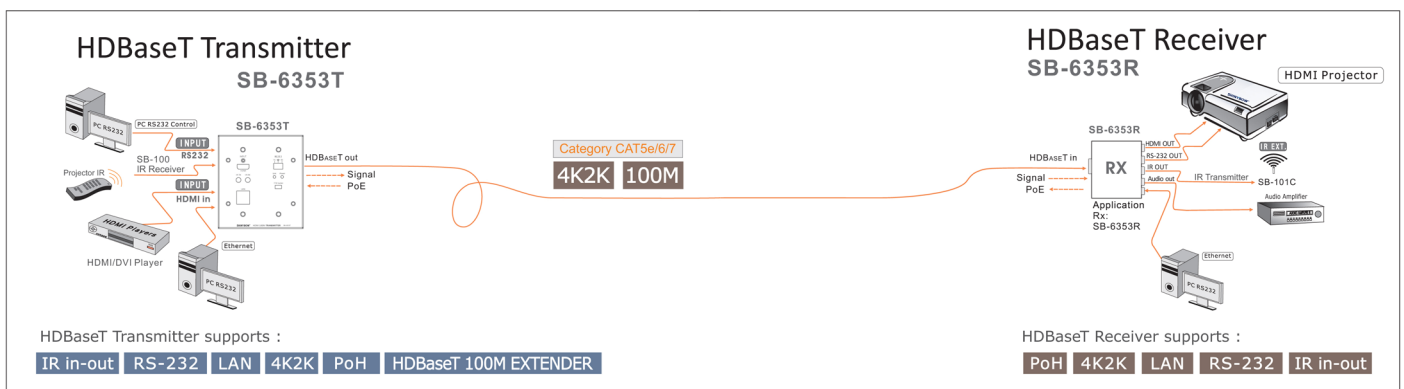 HDBaseT Transmitter
SB-6353T
PC RS232
PC RS232 Control
INPUT
RS232
SB-100
IR Receiver
Projector IR
INPUT
HDMI in
HDMI Players
HDMI/DVI Player
Ethernet
PC RS232
SB-6353T
HDBaseT out
Signal
PoE
Category CAT5e/6/7
4K2K
100M
HDBaseT Receiver
SB-6353R
HDMI Projector
SB-6353R
HDBaseT in
Signal
PoE
RX
HDMI OUT
RS-232 OUT
IR OUT
Audio out
IR Transmitter
IR EXT.
SB-101C
Audio Amplifier
Application
Rx:
SB-6353R
Ethernet
PC RS232
HDBaseT Transmitter supports :
IR in-out RS-232 LAN 4K2K PoH HDBaseT 100M EXTENDER
HDBaseT Receiver supports :
PoH 4K2K LAN RS-232 IR in-out